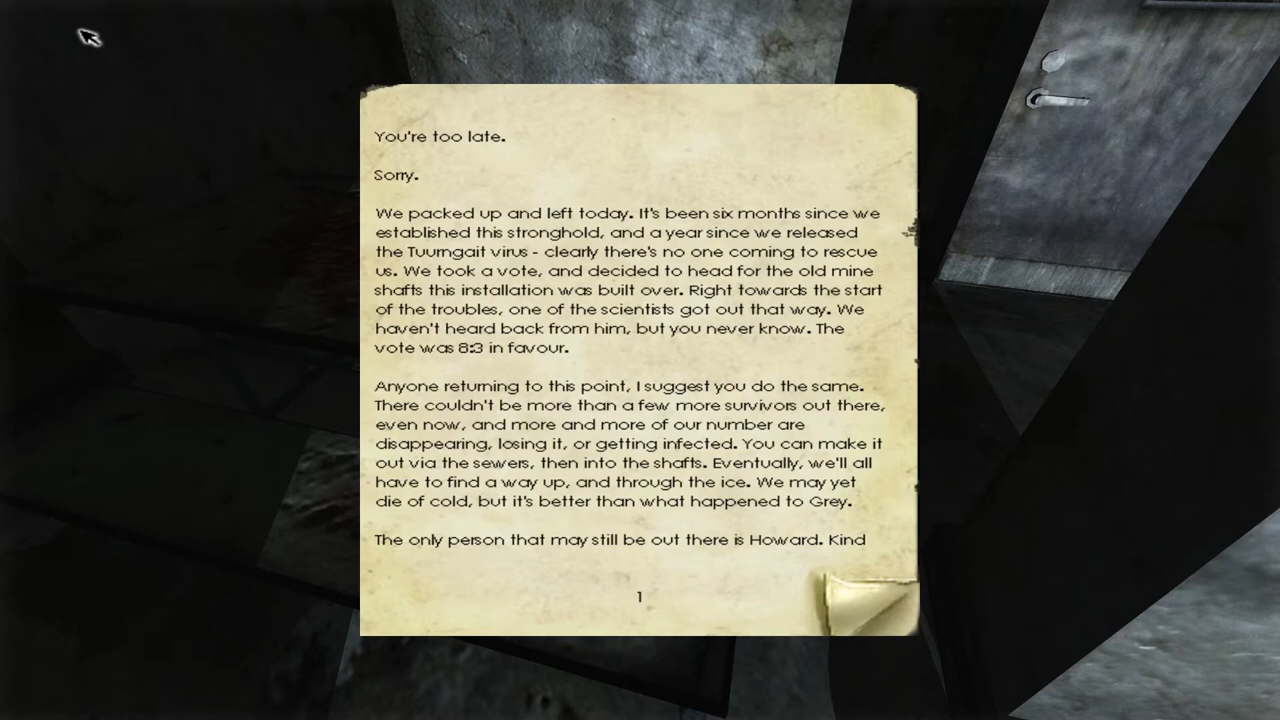 You're too late.
Sorry.
We packed up and left today. It's been six months since we
established this stronghold, and a year since we released
the Tuurngait virus - clearly there's no one coming to rescue
us. We took a vote, and decided to head for the old mine
shafts this installation was built over. Right towards the start
of the troubles, one of the scientists got out that way. We
haven't heard back from him, but you never know. The
vote was 8:3 in favour.
Anyone returning to this point, I suggest you do the same.
There couldn't be more than a few more survivors out there,
even now, and more and more of our number are
disappearing, losing it, or getting infected. You can make it
out via the sewers, then into the shafts. Eventually, we'll all
have to find a way up, and through the ice. We may yet
die of cold, but it's better than what happened to Grey.
The only person that may still be out there is Howard. Kind
1